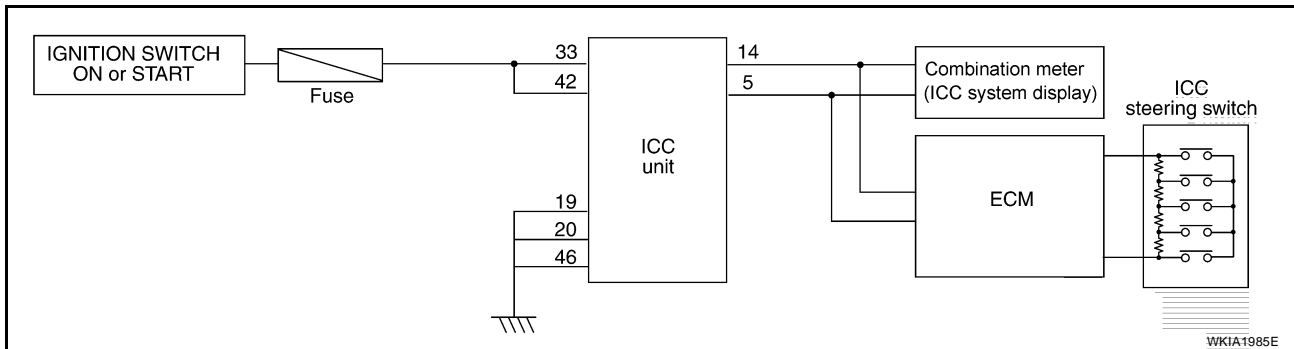 IGNITION SWITCH
ON or START
Fuse
33
42
19
20
46
ICC
unit
14
5
Combination meter
(ICC system display)
ECM
ICC
steering switch
WKIA1985E